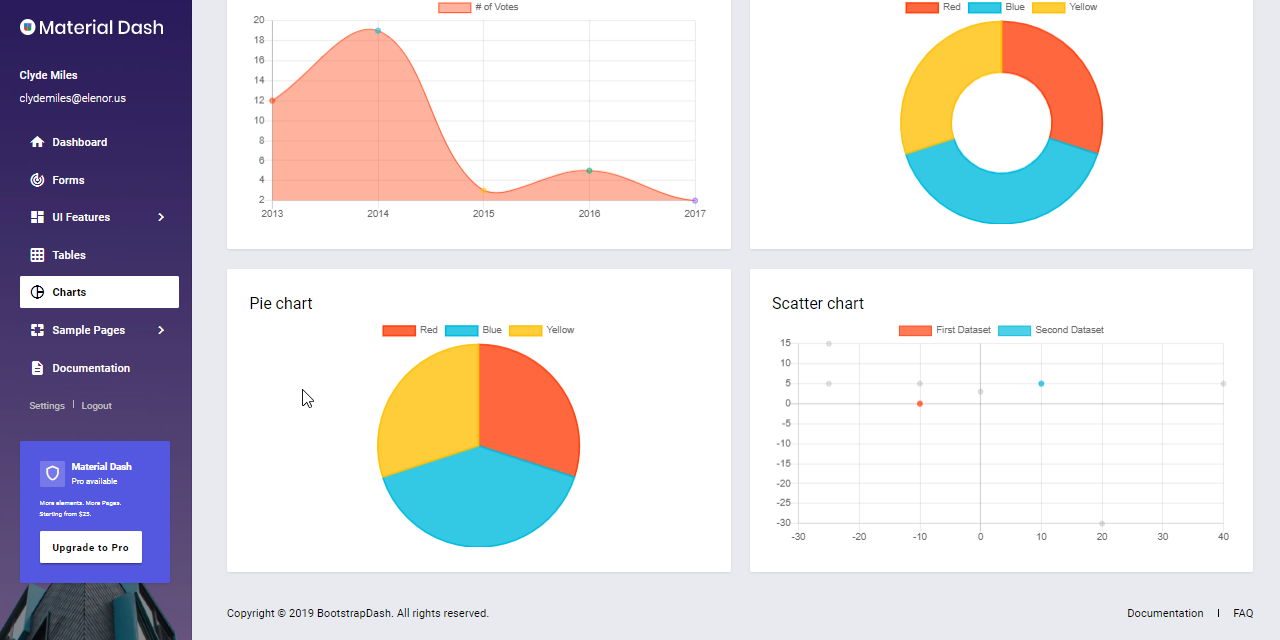 Material Dash
Clyde Miles
clydemiles@elenor.us
Dashboard
Forms
UI Features
Tables
Charts
Sample Pages
Documentation
Settings | Logout
Material Dash
Pro available
More elements. More Pages.
Starting from $23.
Upgrade to Pro
# of Votes
20
18
16
14
12
10
8
6
4
2
2013 2014 2015 2016 2017
Red Blue Yellow
Pie chart
Red Blue Yellow
Scatter chart
First Dataset Second Dataset
15
10
5
0
-5
-10
-15
-20
-25
-30
-30 -20 -10 0 10 20 30 40
Copyright © 2019 BootstrapDash. All rights reserved.
Documentation | FAQ